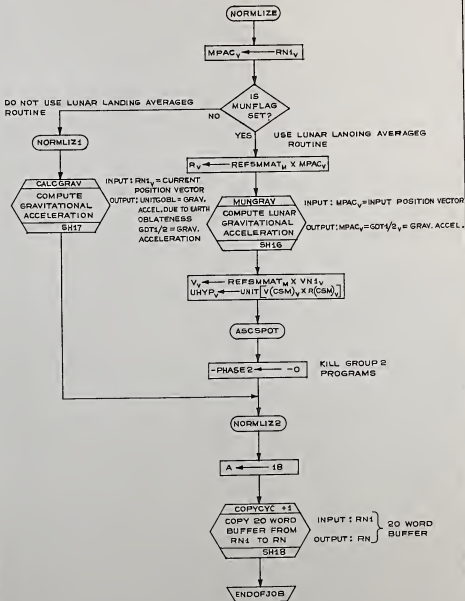 NORMLIZE
MPACv ← RN1v
IS
MUNFLAG
SET?
DO NOT USE LUNAR LANDING AVERAGEG
ROUTINE
NO
YES
USE LUNAR LANDING AVERAGEG
ROUTINE
NORMLIZ1
Rv ← REFSMMATM X MPACv
CALCGRAV
COMPUTE
GRAVITATIONAL
ACCELERATION
SH17
INPUT: RN1v = CURRENT
POSITION VECTOR
OUTPUT: UNITGOBL = GRAV.
ACCEL. DUE TO EARTH
OBLATENESS
GDT1/2 = GRAV.
ACCELERATION
MUNGRAV
COMPUTE LUNAR
GRAVITATIONAL
ACCELERATION
SH16
INPUT: MPACv = INPUT POSITION VECTOR
OUTPUT: MPACv = GDT1/2v = GRAV. ACCEL.
Vv ← REFSMMATM X VN1v
UHYPv ← UNIT [V(CSM)v X R(CSM)v]
ASCSPOT
-PHASE2 ← -0
KILL GROUP 2
PROGRAMS
NORMLIZ2
A ← 18
COPYCYC +1
COPY 20 WORD
BUFFER FROM
RN1 TO RN
SH18
INPUT: RN1
OUTPUT: RN
20 WORD
BUFFER
ENDOFJOB